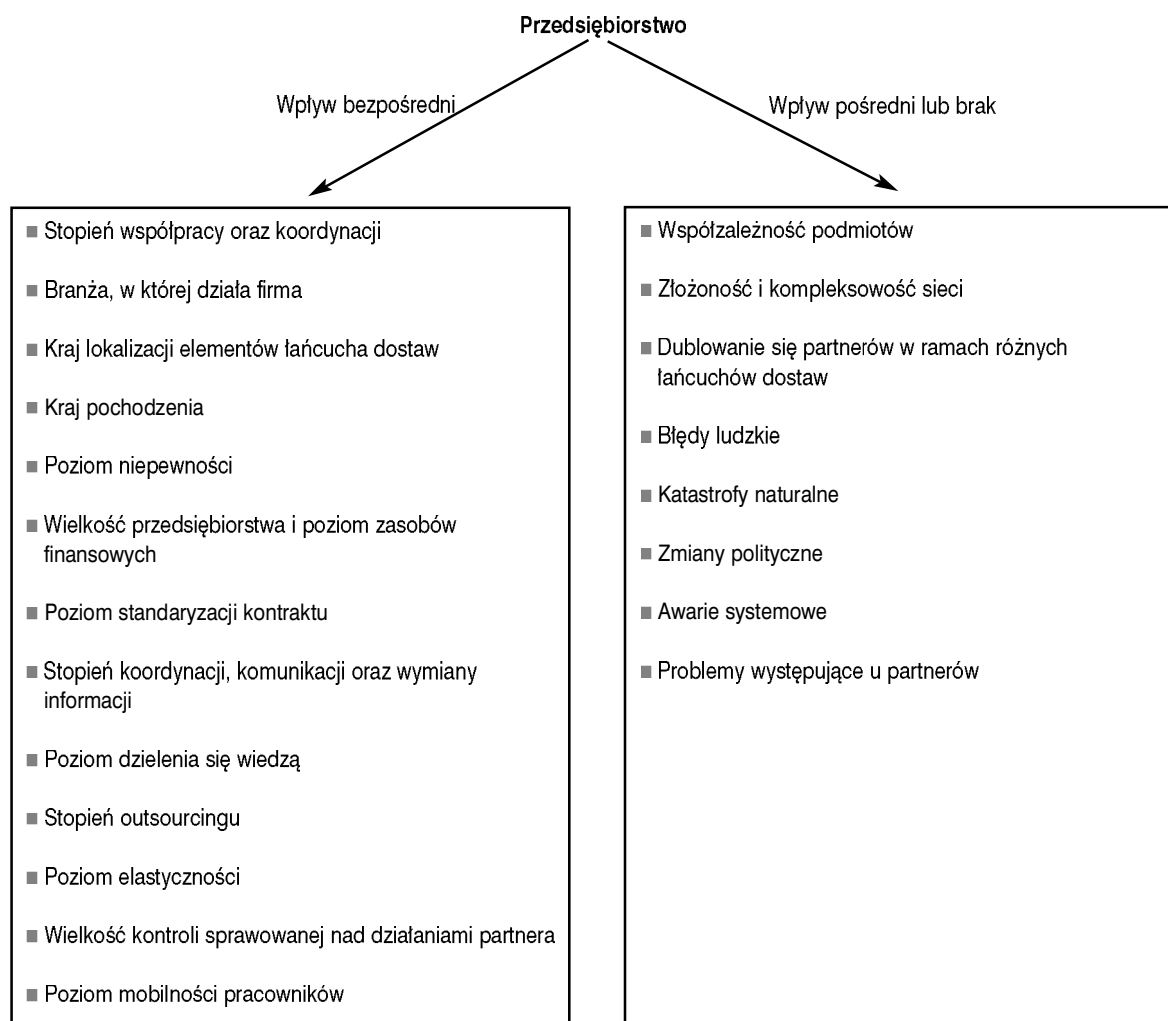 Przedsiębiorstwo
Wpływ bezpośredni
Wpływ pośredni lub brak
■ Stopień współpracy oraz koordynacji
■ Branża, w której działa firma
■ Kraj lokalizacji elementów łańcucha dostaw
■ Kraj pochodzenia
■ Poziom niepewności
■ Wielkość przedsiębiorstwa i poziom zasobów
finansowych
■ Poziom standaryzacji kontraktu
■ Stopień koordynacji, komunikacji oraz wymiany
informacji
■ Poziom dzielenia się wiedzą
■ Stopień outsourcingu
■ Poziom elastyczności
■ Wielkość kontroli sprawowanej nad działaniami partnera
■ Poziom mobilności pracowników
■ Współzależność podmiotów
■ Złożoność i kompleksowość sieci
■ Dublowanie się partnerów w ramach różnych
łańcuchów dostaw
■ Błędy ludzkie
■ Katastrofy naturalne
■ Zmiany polityczne
■ Awarie systemowe
■ Problemy występujące u partnerów